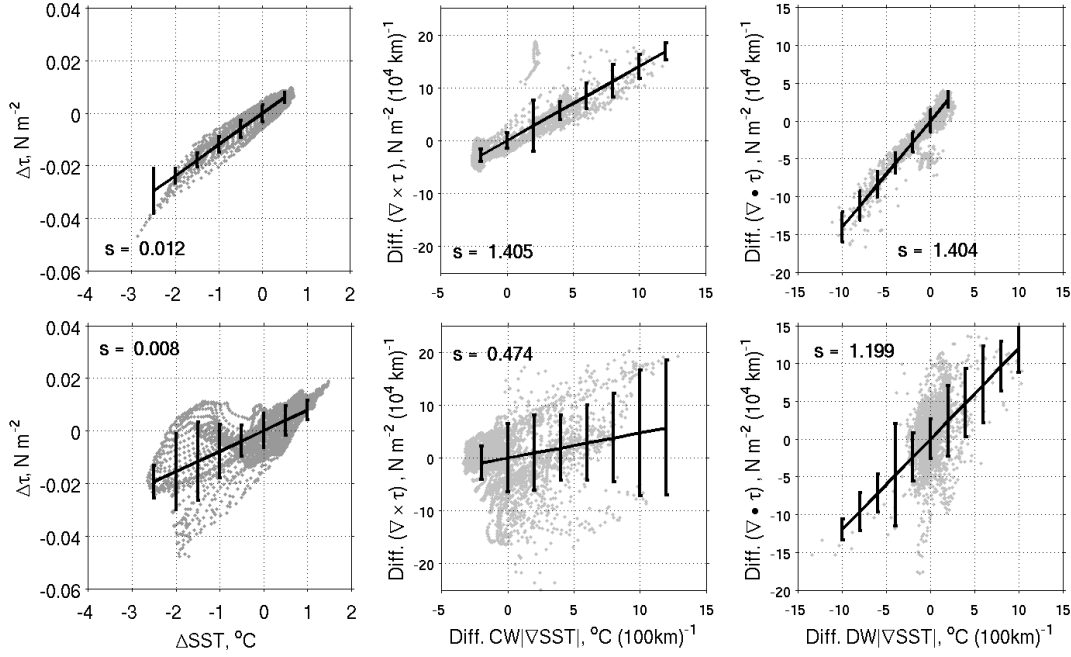 0.04
0.02
0
-0.02
-0.04
-0.06
Δτ, N m⁻²
s = 0.012
-4 -3 -2 -1 0 1 2
20
10
0
-10
-20
Diff. (∇ × τ) , N m⁻² (10⁴ km)⁻¹
s = 1.405
-5 0 5 10 15
15
10
5
0
-5
-10
-15
-20
Diff. (∇ • τ) , N m⁻² (10⁴ km)⁻¹
s = 1.404
-15 -10 -5 0 5 10 15
0.04
0.02
0
-0.02
-0.04
-0.06
Δτ, N m⁻²
s = 0.008
-4 -3 -2 -1 0 1 2
ΔSST, °C
20
10
0
-10
-20
Diff. (∇ × τ) , N m⁻² (10⁴ km)⁻¹
s = 0.474
-5 0 5 10 15
Diff. CW|∇SST|, °C (100km)⁻¹
15
10
5
0
-5
-10
-15
-20
Diff. (∇ • τ) , N m⁻² (10⁴ km)⁻¹
s = 1.199
-15 -10 -5 0 5 10 15
Diff. DW|∇SST|, °C (100km)⁻¹